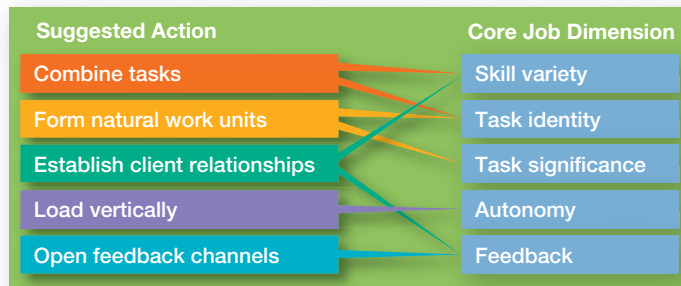 Suggested Action
Core Job Dimension
Combine tasks
Skill variety
Form natural work units
Task identity
Establish client relationships
Task significance
Load vertically
Autonomy
Open feedback channels
Feedback